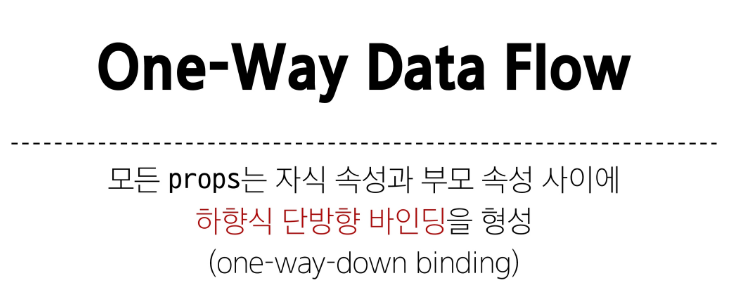 One-Way Data Flow
모든 props는 자식 속성과 부모 속성 사이에
하향식 단방향 바인딩을 형성
(one-way-down binding)